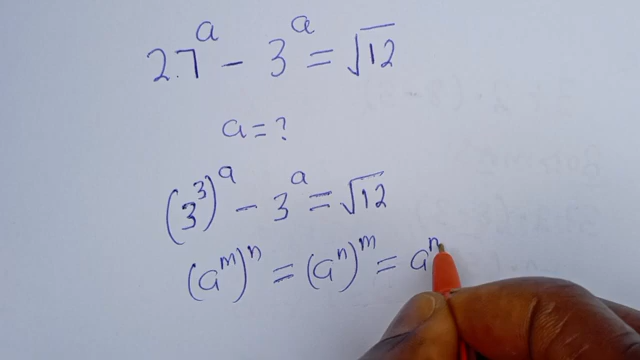 27^a - 3^a = √12
a = ?
(3^3)^a - 3^a = √12
(a^m)^n = (a^n)^m = a^n